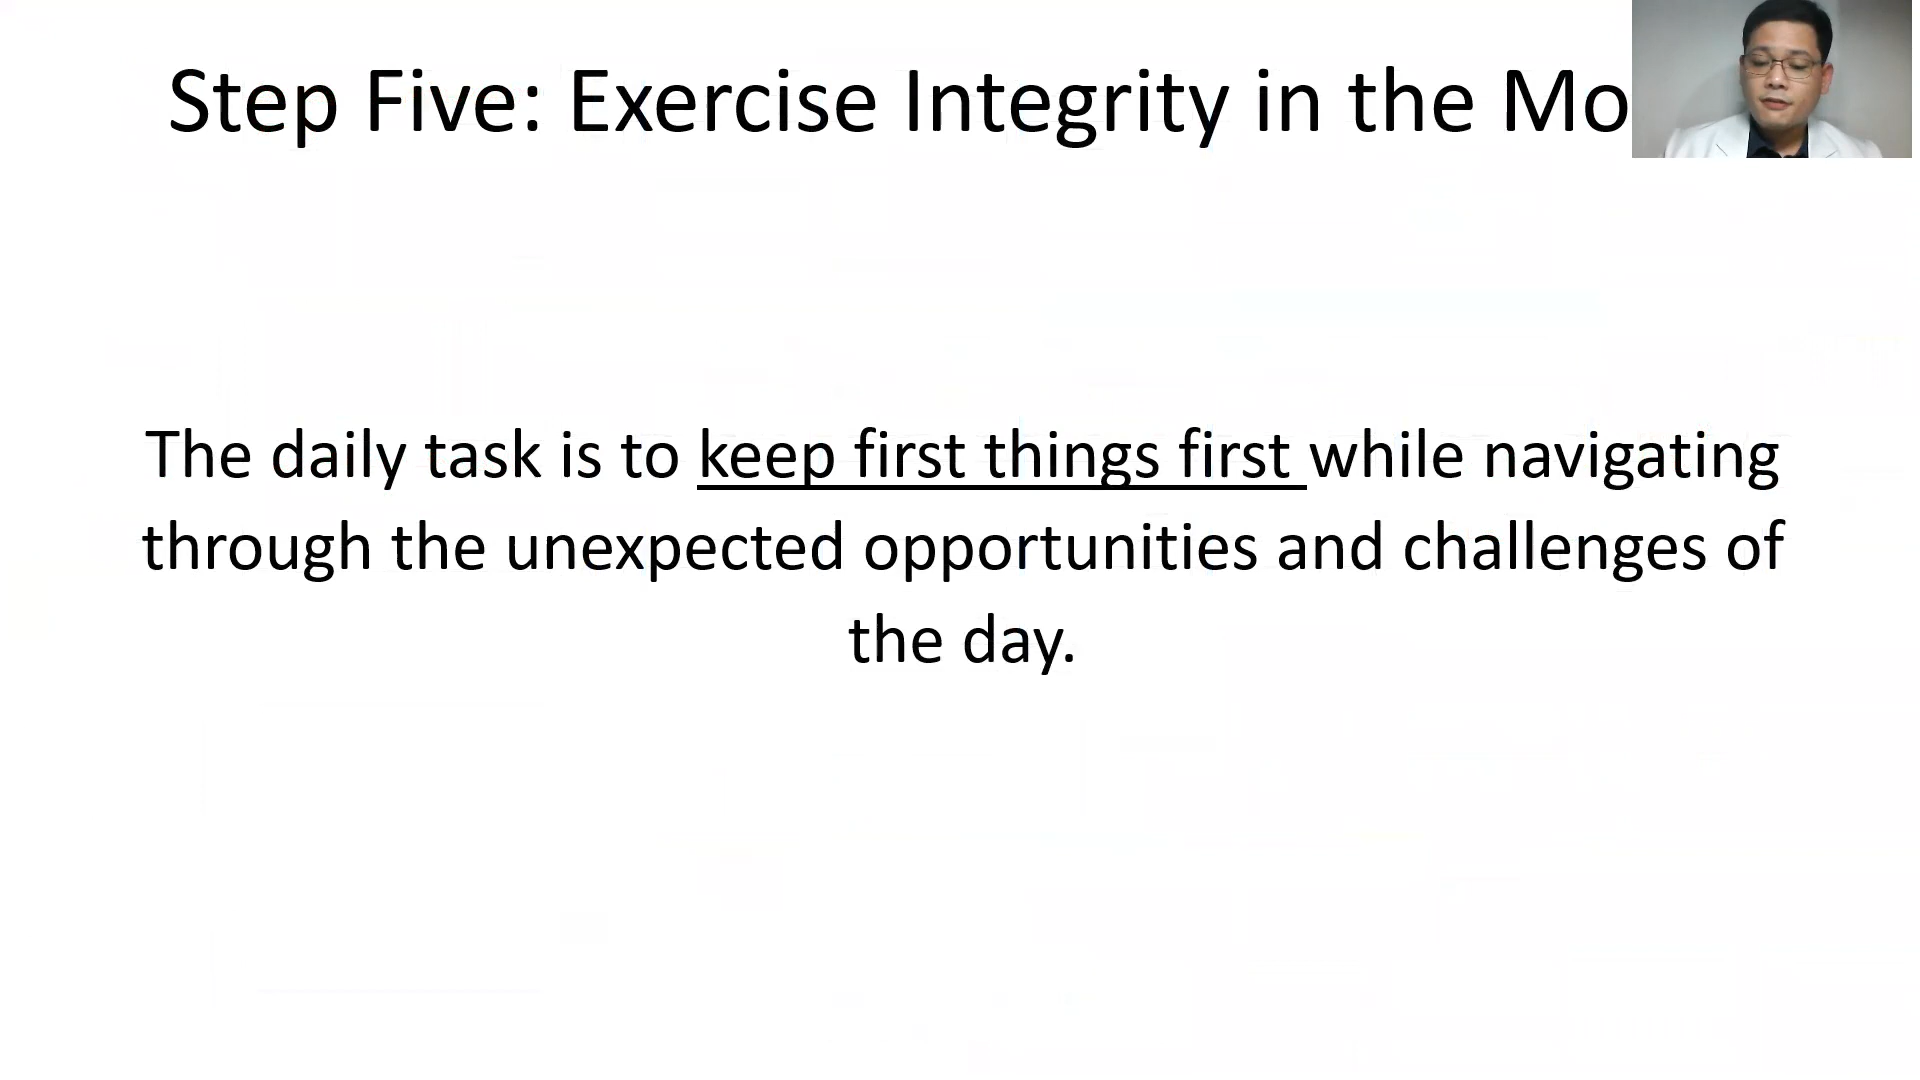 Step Five: Exercise Integrity in the Mo
The daily task is to keep first things first while navigating
through the unexpected opportunities and challenges of
the day.